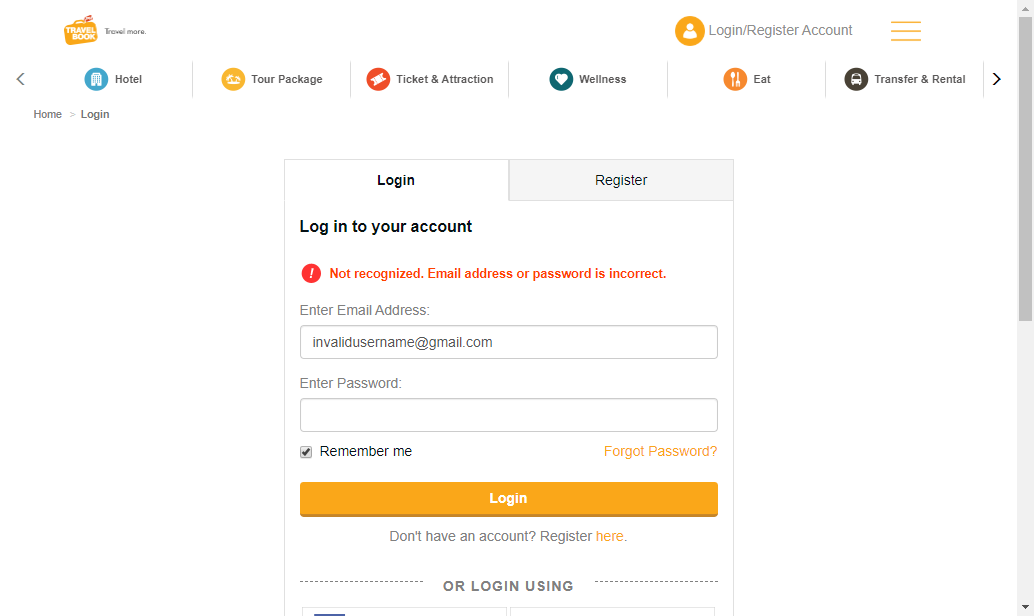 TRAVEL BOOK Travel more.
Login/Register Account
Hotel Tour Package Ticket & Attraction Wellness Eat Transfer & Rental
Home > Login
Login Register
Log in to your account
! Not recognized. Email address or password is incorrect.
Enter Email Address:
invalidusername@gmail.com
Enter Password:
Remember me Forgot Password?
Login
Don't have an account? Register here.
OR LOGIN USING